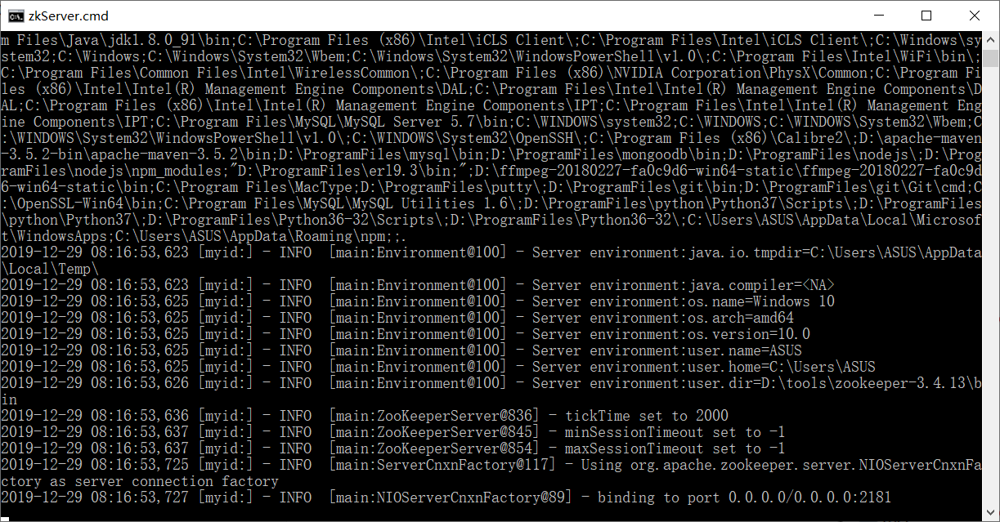 zkServer.cmd
m Files\Java\jdk1.8.0_91\bin;C:\Program Files (x86)\Intel\iCLS Client\;C:\Program Files\Intel\iCLS Client\;C:\Windows\sy
stem32;C:\Windows;C:\Windows\System32\Wbem;C:\Windows\System32\WindowsPowerShell\v1.0\;C:\Program Files\Intel\WiFi\bin\;
C:\Program Files\Common Files\Intel\WirelessCommon\;C:\Program Files (x86)\NVIDIA Corporation\PhysX\Common;C:\Program Fi
les (x86)\Intel\Intel(R) Management Engine Components\DAL;C:\Program Files\Intel\Intel(R) Management Engine Components\D
AL;C:\Program Files (x86)\Intel\Intel(R) Management Engine Components\IPT;C:\Program Files\Intel\Intel(R) Management Eng
ine Components\IPT;C:\Program Files\MySQL\MySQL Server 5.7\bin;C:\WINDOWS\system32;C:\WINDOWS;C:\WINDOWS\System32\Wbem;C
:\WINDOWS\System32\WindowsPowerShell\v1.0\;C:\WINDOWS\System32\OpenSSH\;C:\Program Files (x86)\Calibre2\;D:\apache-maven
-3.5.2-bin\apache-maven-3.5.2\bin;D:\ProgramFiles\mysql\bin;D:\ProgramFiles\mongoodb\bin;D:\ProgramFiles\nodejs\;D:\Prog
ramFiles\nodejs\npm_modules;"D:\ProgramFiles\erl9.3\bin;";D:\ffmpeg-20180227-fa0c9d6-win64-static\ffmpeg-20180227-fa0c9d
6-win64-static\bin;C:\Program Files\MacType;D:\ProgramFiles\putty\;D:\ProgramFiles\git\bin;D:\ProgramFiles\git\Git\cmd;C
:\OpenSSL-Win64\bin;C:\Program Files\MySQL\MySQL Utilities 1.6\;D:\ProgramFiles\python\Python37\Scripts\;D:\ProgramFiles
\python\Python37\;D:\ProgramFiles\Python36-32\Scripts\;D:\ProgramFiles\Python36-32\;C:\Users\ASUS\AppData\Local\Microsof
t\WindowsApps;C:\Users\ASUS\AppData\Roaming\npm;;.
2019-12-29 08:16:53,623 [myid:] - INFO  [main:Environment@100] - Server environment:java.io.tmpdir=C:\Users\ASUS\AppData
\Local\Temp\
2019-12-29 08:16:53,623 [myid:] - INFO  [main:Environment@100] - Server environment:java.compiler=<NA>
2019-12-29 08:16:53,625 [myid:] - INFO  [main:Environment@100] - Server environment:os.name=Windows 10
2019-12-29 08:16:53,625 [myid:] - INFO  [main:Environment@100] - Server environment:os.arch=amd64
2019-12-29 08:16:53,625 [myid:] - INFO  [main:Environment@100] - Server environment:os.version=10.0
2019-12-29 08:16:53,625 [myid:] - INFO  [main:Environment@100] - Server environment:user.name=ASUS
2019-12-29 08:16:53,625 [myid:] - INFO  [main:Environment@100] - Server environment:user.home=C:\Users\ASUS
2019-12-29 08:16:53,626 [myid:] - INFO  [main:Environment@100] - Server environment:user.dir=D:\tools\zookeeper-3.4.13\b
in
2019-12-29 08:16:53,636 [myid:] - INFO  [main:ZooKeeperServer@836] - tickTime set to 2000
2019-12-29 08:16:53,637 [myid:] - INFO  [main:ZooKeeperServer@845] - minSessionTimeout set to -1
2019-12-29 08:16:53,637 [myid:] - INFO  [main:ZooKeeperServer@854] - maxSessionTimeout set to -1
2019-12-29 08:16:53,725 [myid:] - INFO  [main:ServerCnxnFactory@117] - Using org.apache.zookeeper.server.NIOServerCnxnFa
ctory as server connection factory
2019-12-29 08:16:53,727 [myid:] - INFO  [main:NIOServerCnxnFactory@89] - binding to port 0.0.0.0/0.0.0.0:2181